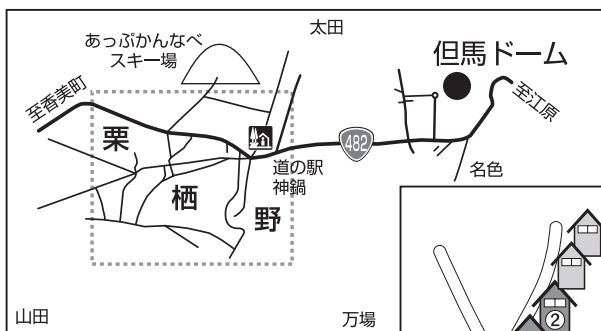 太田
あっぷかんなべ
スキー場
但馬ドーム
至香美町
至江原
栗
482
道の駅
神鍋
名色
栖
野
山田
万場
②